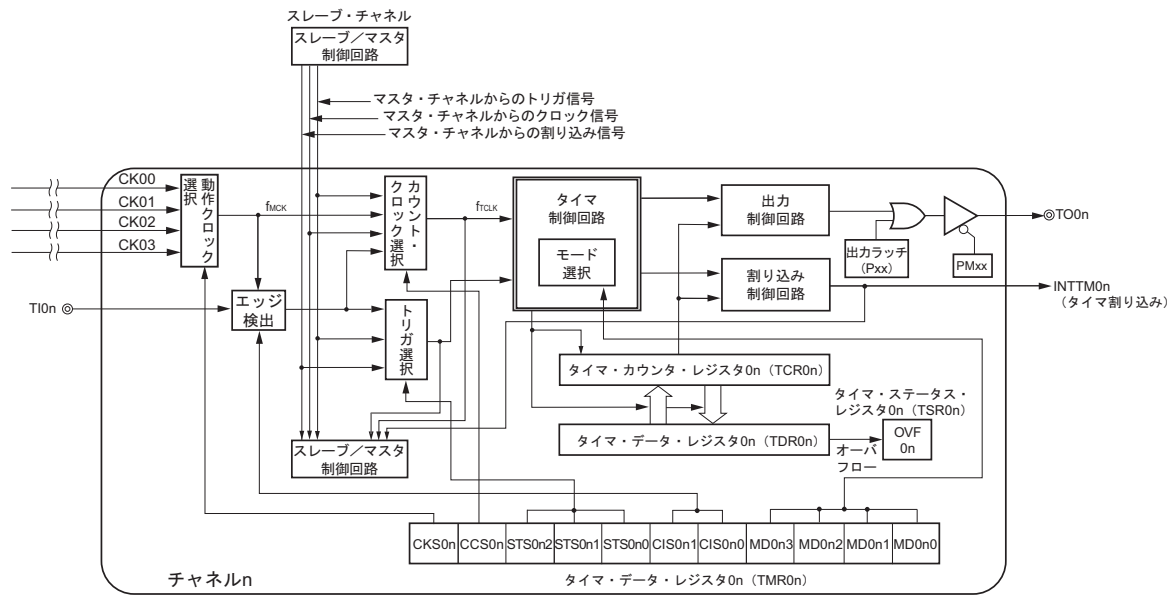 スレーブ・チャネル
スレーブ／マスタ
制御回路
マスタ・チャネルからのトリガ信号
マスタ・チャネルからのクロック信号
マスタ・チャネルからの割り込み信号
CK00
CK01
CK02
CK03
動作クロック
選択
fMCK
カウント・
クロック選択
fTCLK
タイマ
制御回路
モード
選択
出力
制御回路
出力ラッチ
（Pxx）
PMxx
TO0n
割り込み
制御回路
INTTM0n
（タイマ割り込み）
TI0n
エッジ
検出
トリガ選択
タイマ・カウンタ・レジスタ0n（TCR0n）
タイマ・ステータス・
レジスタ0n（TSR0n）
タイマ・データ・レジスタ0n（TDR0n）
OVF
0n
オーバ
フロー
スレーブ／マスタ
制御回路
CKS0n CCS0n STS0n2 STS0n1 STS0n0 CIS0n1 CIS0n0 MD0n3 MD0n2 MD0n1 MD0n0
チャネルn
タイマ・データ・レジスタ0n（TMR0n）